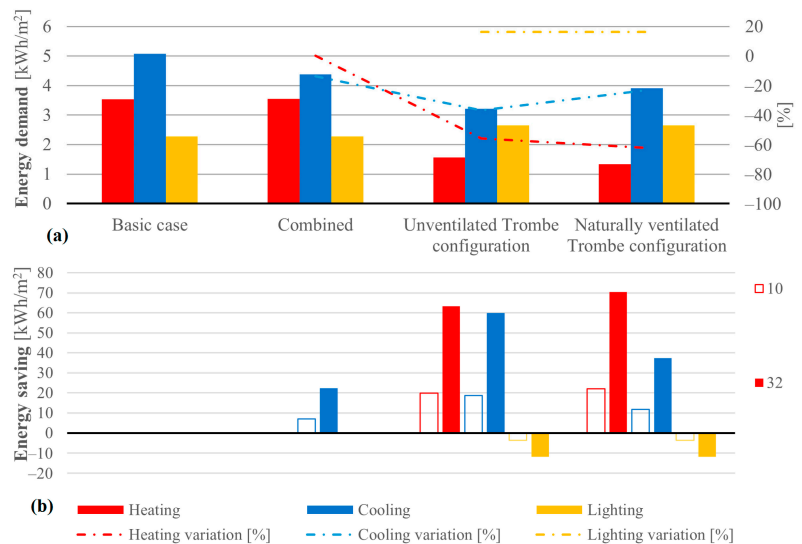 Energy demand [kWh/m²]
6
5
4
3
2
1
0
20
0
−20
−40
−60
−80
−100
[%]
Basic case
Combined
Unventilated Trombe
configuration
Naturally ventilated
Trombe configuration
(a)
Energy saving [kWh/m²]
80
70
60
50
40
30
20
10
0
−10
−20
10
32
(b)
Heating
Cooling
Lighting
Heating variation [%]
Cooling variation [%]
Lighting variation [%]